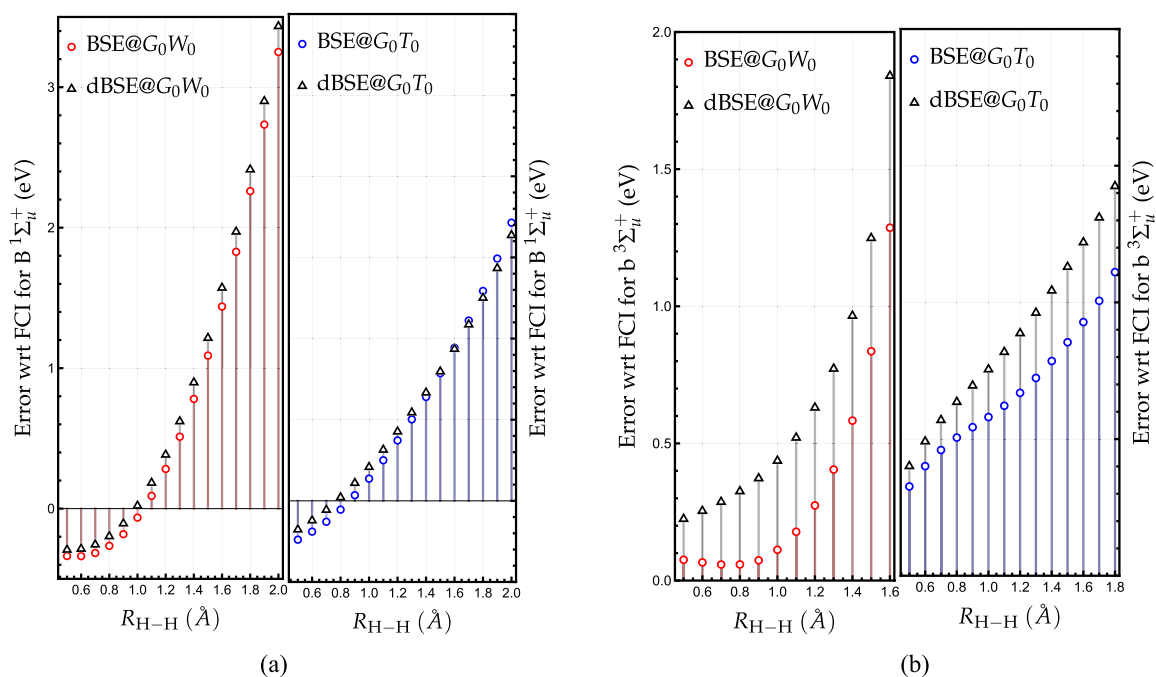 BSE@G₀W₀
dBSE@G₀W₀
Error wrt FCI for B ¹Σᵤ⁺ (eV)
3
2
1
0
0.6 0.8 1.0 1.2 1.4 1.6 1.8 2.0
R_H−H (Å)
BSE@G₀T₀
dBSE@G₀T₀
0.6 0.8 1.0 1.2 1.4 1.6 1.8 2.0
R_H−H (Å)
Error wrt FCI for B ¹Σᵤ⁺ (eV)
(a)
BSE@G₀W₀
dBSE@G₀W₀
Error wrt FCI for b ³Σᵤ⁺ (eV)
2.0
1.5
1.0
0.5
0.0
0.6 0.8 1.0 1.2 1.4 1.6
R_H−H (Å)
BSE@G₀T₀
dBSE@G₀T₀
0.6 0.8 1.0 1.2 1.4 1.6 1.8
R_H−H (Å)
Error wrt FCI for b ³Σᵤ⁺ (eV)
(b)